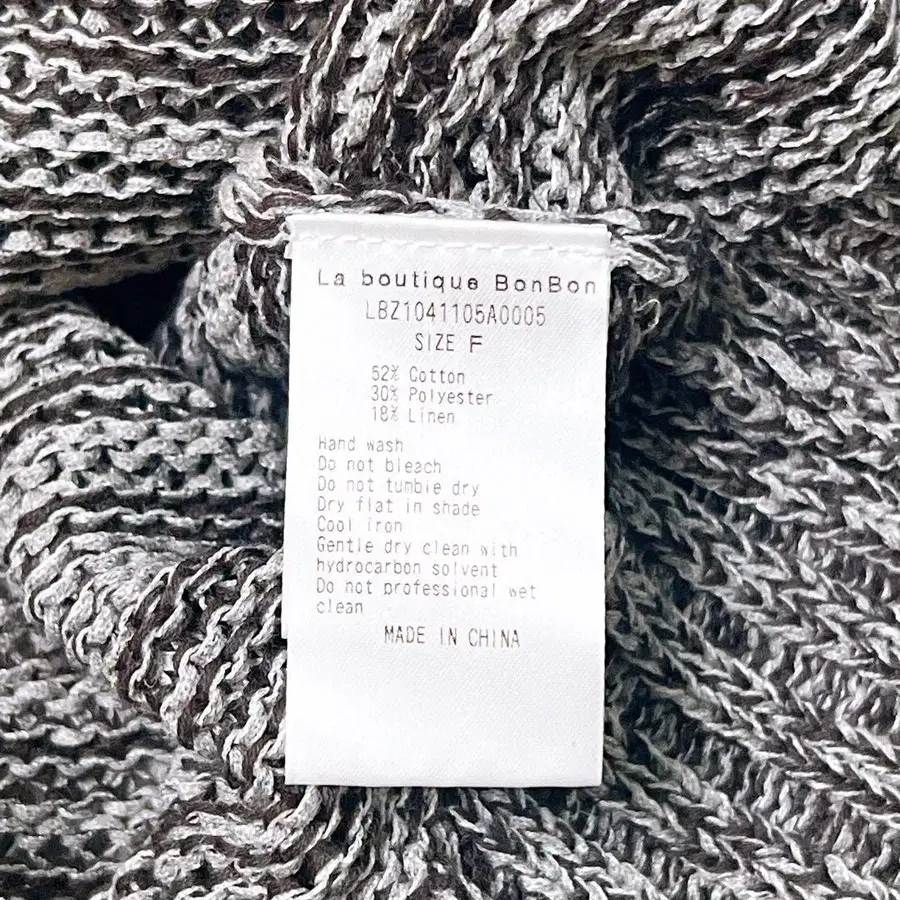 La boutique BonBon
LBZ1041105A0005
SIZE F
52% Cotton
30% Polyester
18% Linen
Hand wash
Do not bleach
Do not tumble dry
Dry flat in shade
Cool iron
Gentle dry clean with
hydrocarbon solvent
Do not professional wet
clean
MADE IN CHINA